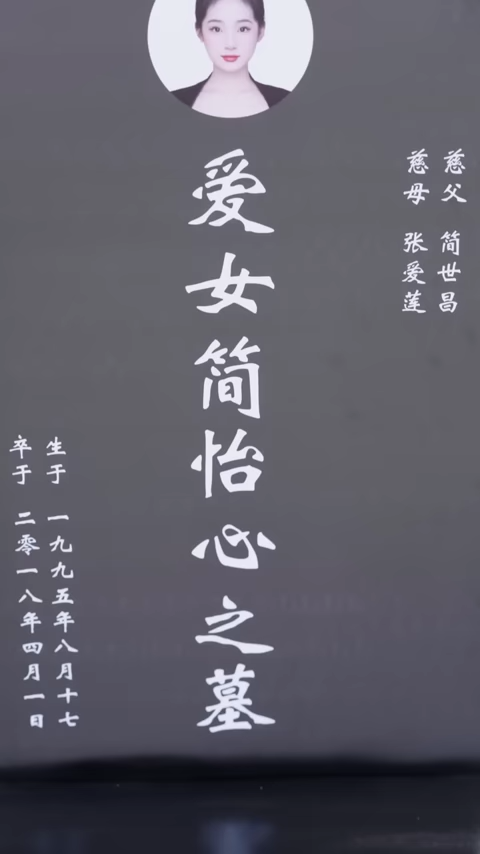 慈父 简世昌
慈母 张爱莲
爱女简怡心之墓
生于 一九九五年八月十七
卒于 二零一八年四月一日